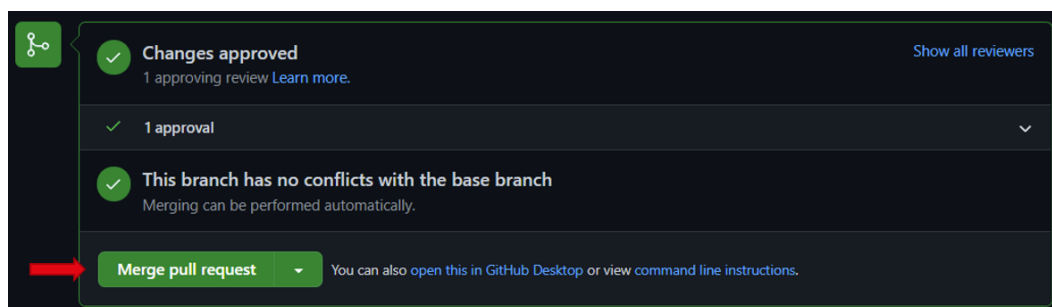 Changes approved
Show all reviewers
1 approving review Learn more.
1 approval
This branch has no conflicts with the base branch
Merging can be performed automatically.
Merge pull request
You can also open this in GitHub Desktop or view command line instructions.